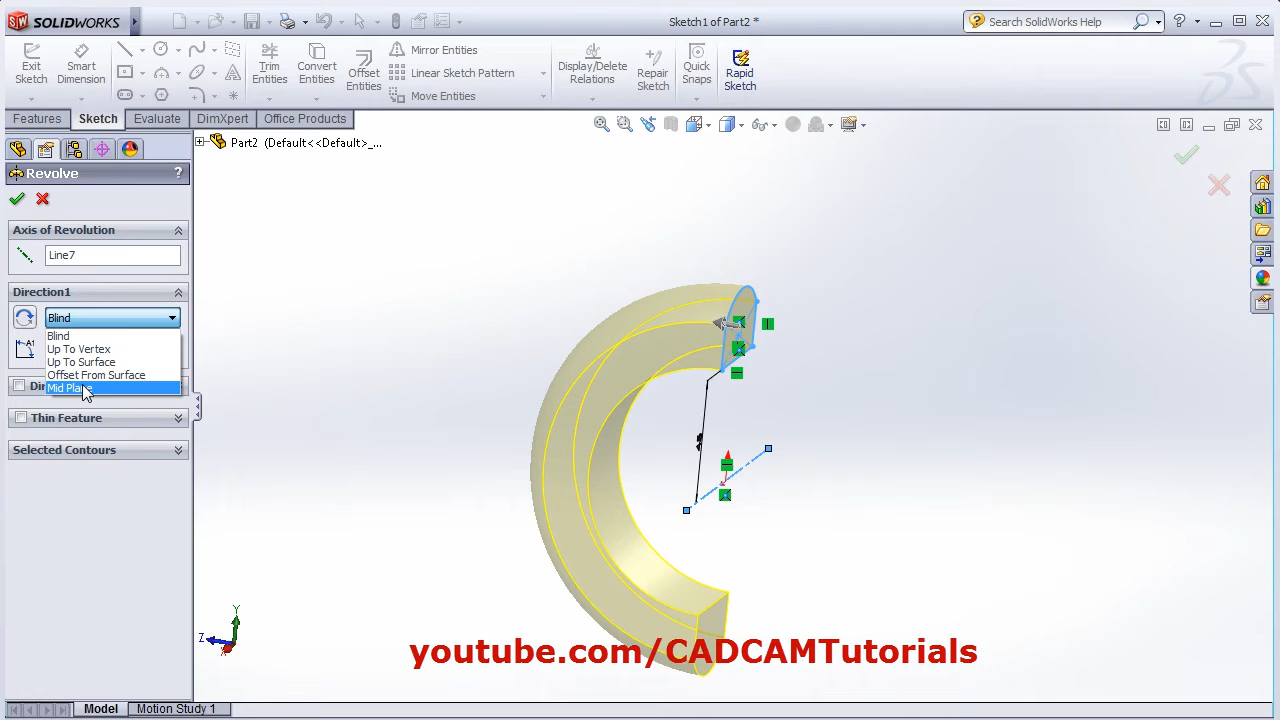 SOLIDWORKS
Sketch1 of Part2 *
Search SolidWorks Help
Exit Sketch
Smart Dimension
Trim Entities
Convert Entities
Offset Entities
Mirror Entities
Linear Sketch Pattern
Move Entities
Display/Delete Relations
Repair Sketch
Quick Snaps
Rapid Sketch
Features
Sketch
Evaluate
DimXpert
Office Products
Part2 (Default<<Default>_...
Revolve
?
Axis of Revolution
Line7
Direction1
Blind
Blind
Up To Vertex
Up To Surface
Offset From Surface
Mid Plane
Thin Feature
Selected Contours
Y
Z
X
youtube.com/CADCAMTutorials
Model
Motion Study 1